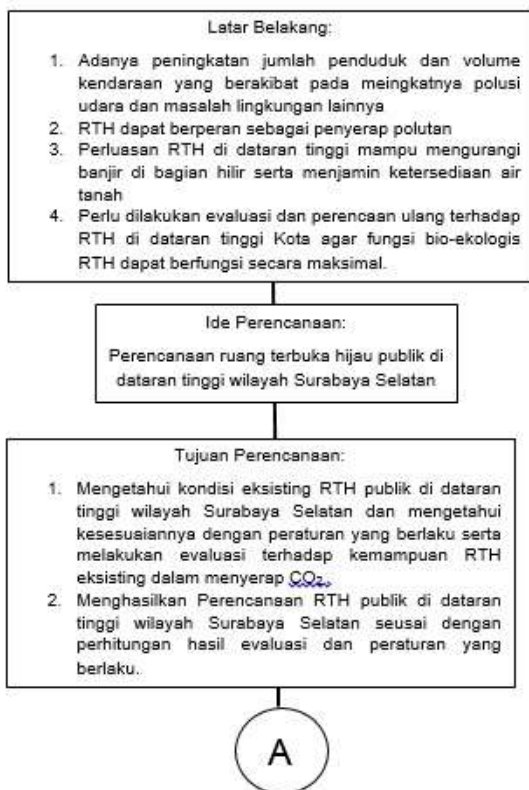 Latar Belakang:
1. Adanya peningkatan jumlah penduduk dan volume
kendaraan yang berakibat pada meingkatnya polusi
udara dan masalah lingkungan lainnya
2. RTH dapat berperan sebagai penyerap polutan
3. Perluasan RTH di dataran tinggi mampu mengurangi
banjir di bagian hilir serta menjamin ketersediaan air
tanah
4. Perlu dilakukan evaluasi dan perencaan ulang terhadap
RTH di dataran tinggi Kota agar fungsi bio-ekologis
RTH dapat berfungsi secara maksimal.
Ide Perencanaan:
Perencanaan ruang terbuka hijau publik di
dataran tinggi wilayah Surabaya Selatan
Tujuan Perencanaan:
1. Mengetahui kondisi eksisting RTH publik di dataran
tinggi wilayah Surabaya Selatan dan mengetahui
kesesuaiannya dengan peraturan yang berlaku serta
melakukan evaluasi terhadap kemampuan RTH
eksisting dalam menyerap CO₂.
2. Menghasilkan Perencanaan RTH publik di dataran
tinggi wilayah Surabaya Selatan seusai dengan
perhitungan hasil evaluasi dan peraturan yang
berlaku.
A